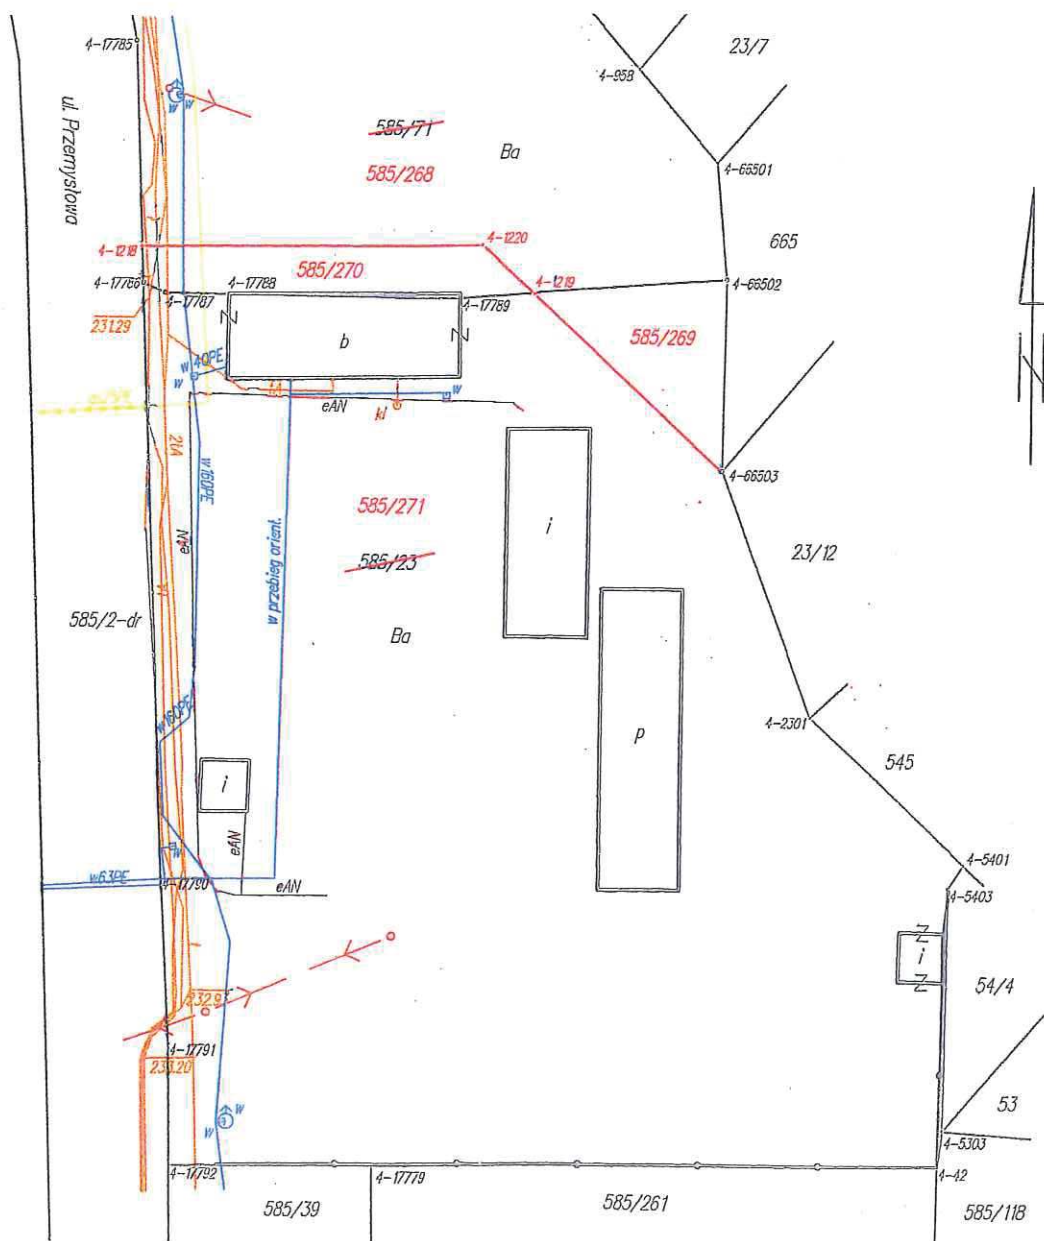 4-17785
23/7
4-958
ul. Przemysłowa
w
w
585/71
Ba
4-66501
585/268
4-1218
4-1220
665
585/270
4-17786
4-17788
4-1219
4-66502
4-17787
4-17789
231.29
b
585/269
w 40PE
w
w
eAN
kl
4-66503
w160PE
585/271
eAN
i
585/23
23/12
w przebieg orient.
585/2-dr
Ba
w160PE
4-2301
p
545
i
eAN
w
4-5401
w63PE
4-17790
eAN
4-5403
i
54/4
4-17791
233.20
53
w
w
4-5303
4-17792
4-17779
4-42
585/39
585/261
585/118